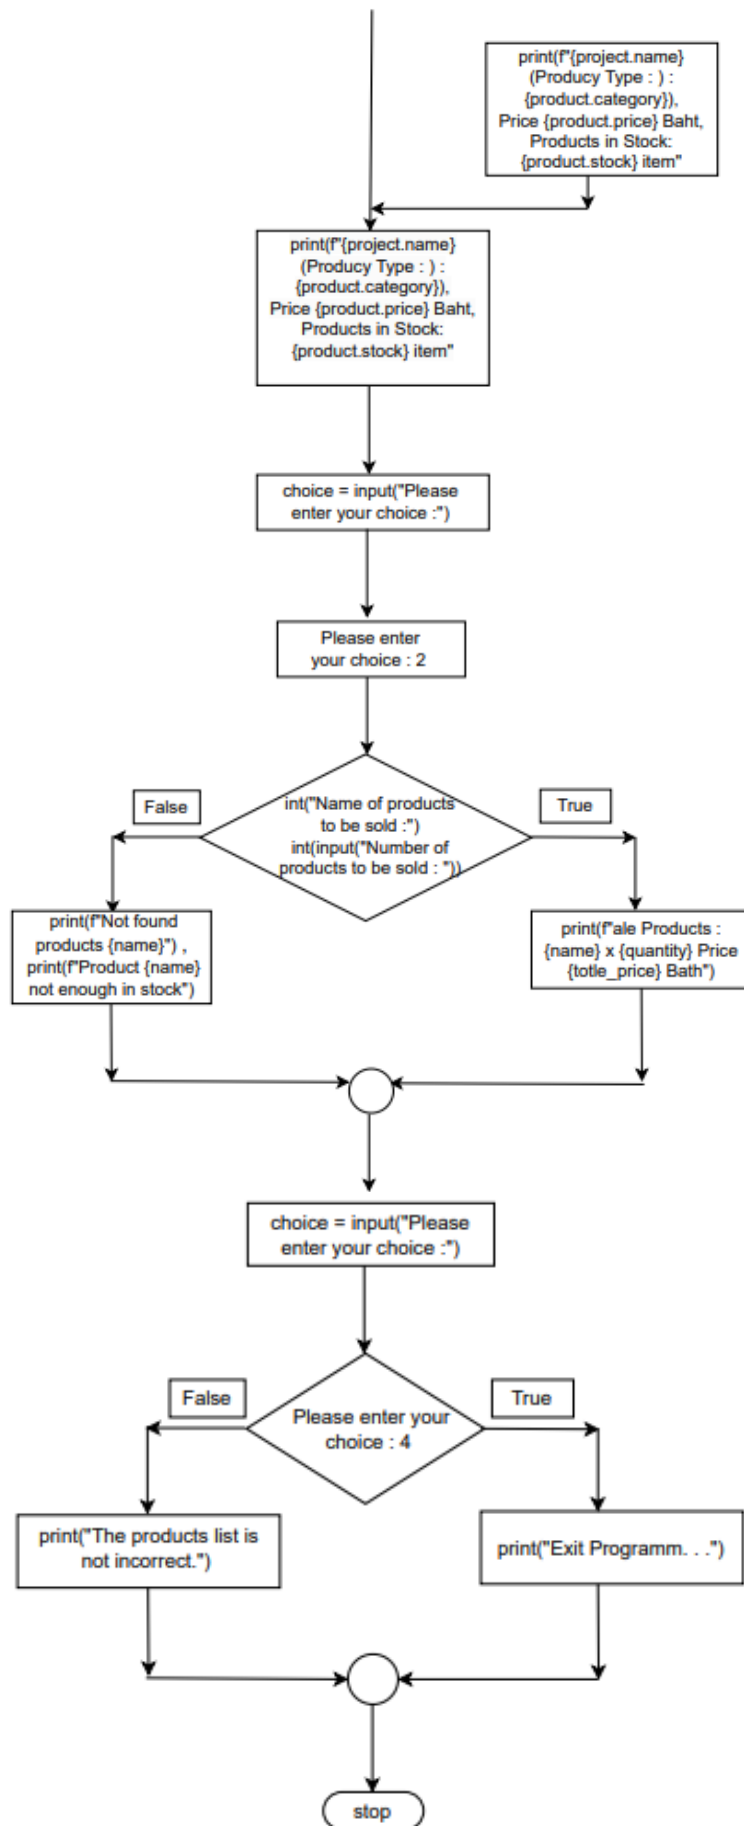 print(f"{project.name}
(Producy Type : ) :
{product.category}),
Price {product.price} Baht,
Products in Stock:
{product.stock} item"
print(f"{project.name}
(Producy Type : ) :
{product.category}),
Price {product.price} Baht,
Products in Stock:
{product.stock} item"
choice = input("Please
enter your choice :")
Please enter
your choice : 2
False
int("Name of products
to be sold :")
int(input("Number of
products to be sold : "))
True
print(f"Not found
products {name}") ,
print(f"Product {name}
not enough in stock")
print(f"ale Products :
{name} x {quantity} Price
{totle_price} Bath")
choice = input("Please
enter your choice :")
False
Please enter your
choice : 4
True
print("The products list is
not incorrect.")
print("Exit Programm. . .")
stop